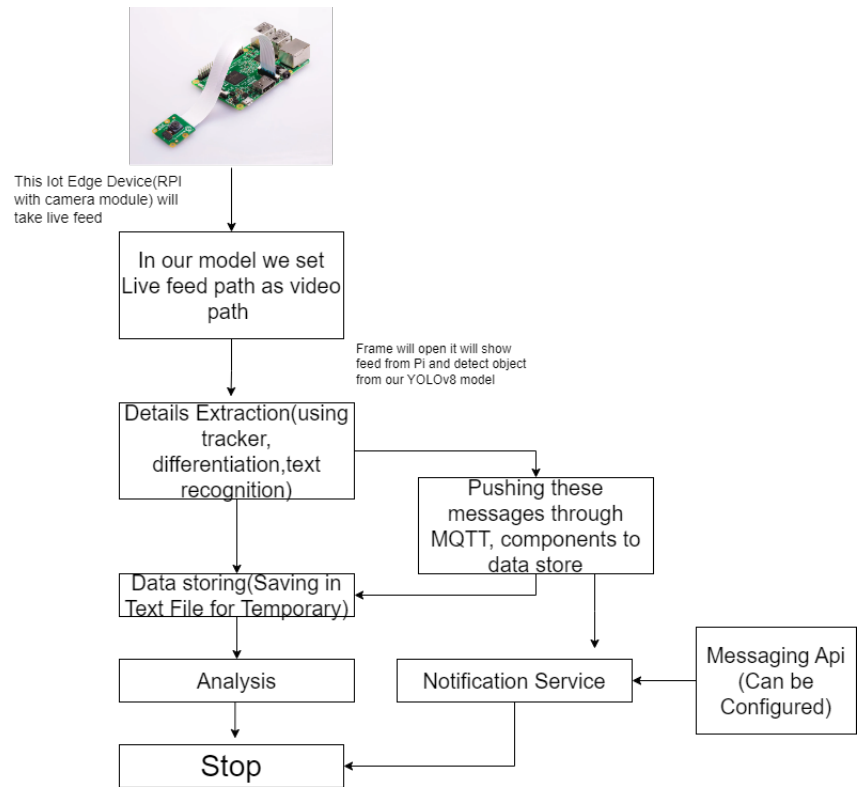 This Iot Edge Device(RPI
with camera module) will
take live feed
In our model we set
Live feed path as video
path
Frame will open it will show
feed from Pi and detect object
from our YOLOv8 model
Details Extraction(using
tracker,
differentiation,text
recognition)
Pushing these
messages through
MQTT, components to
data store
Data storing(Saving in
Text File for Temporary)
Messaging Api
(Can be
Configured)
Analysis
Notification Service
Stop